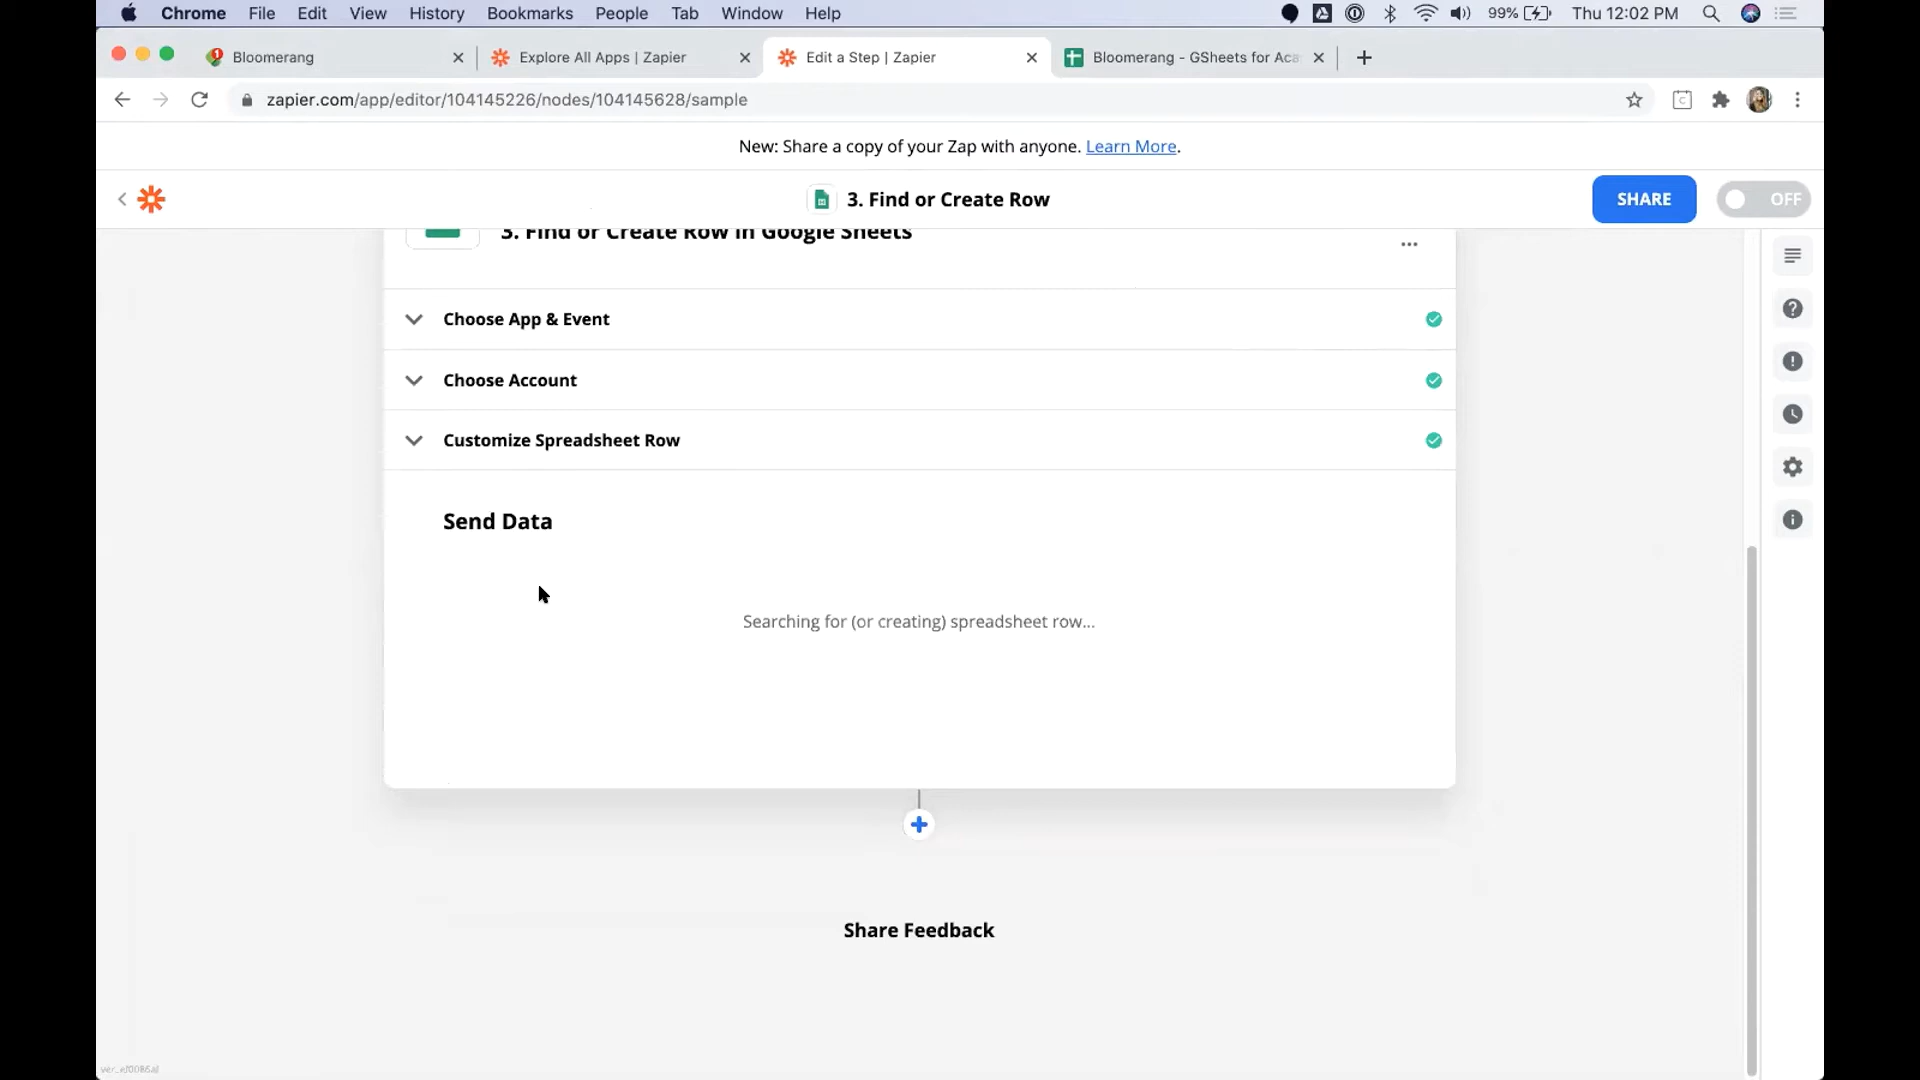 Chrome File Edit View History Bookmarks People Tab Window Help 99% Thu 12:02 PM
Bloomerang Explore All Apps | Zapier Edit a Step | Zapier Bloomerang - GSheets for Aca
zapier.com/app/editor/104145226/nodes/104145628/sample
New: Share a copy of your Zap with anyone. Learn More.
3. Find or Create Row SHARE OFF
3. Find or Create Row in Google Sheets
Choose App & Event
Choose Account
Customize Spreadsheet Row
Send Data
Searching for (or creating) spreadsheet row...
Share Feedback